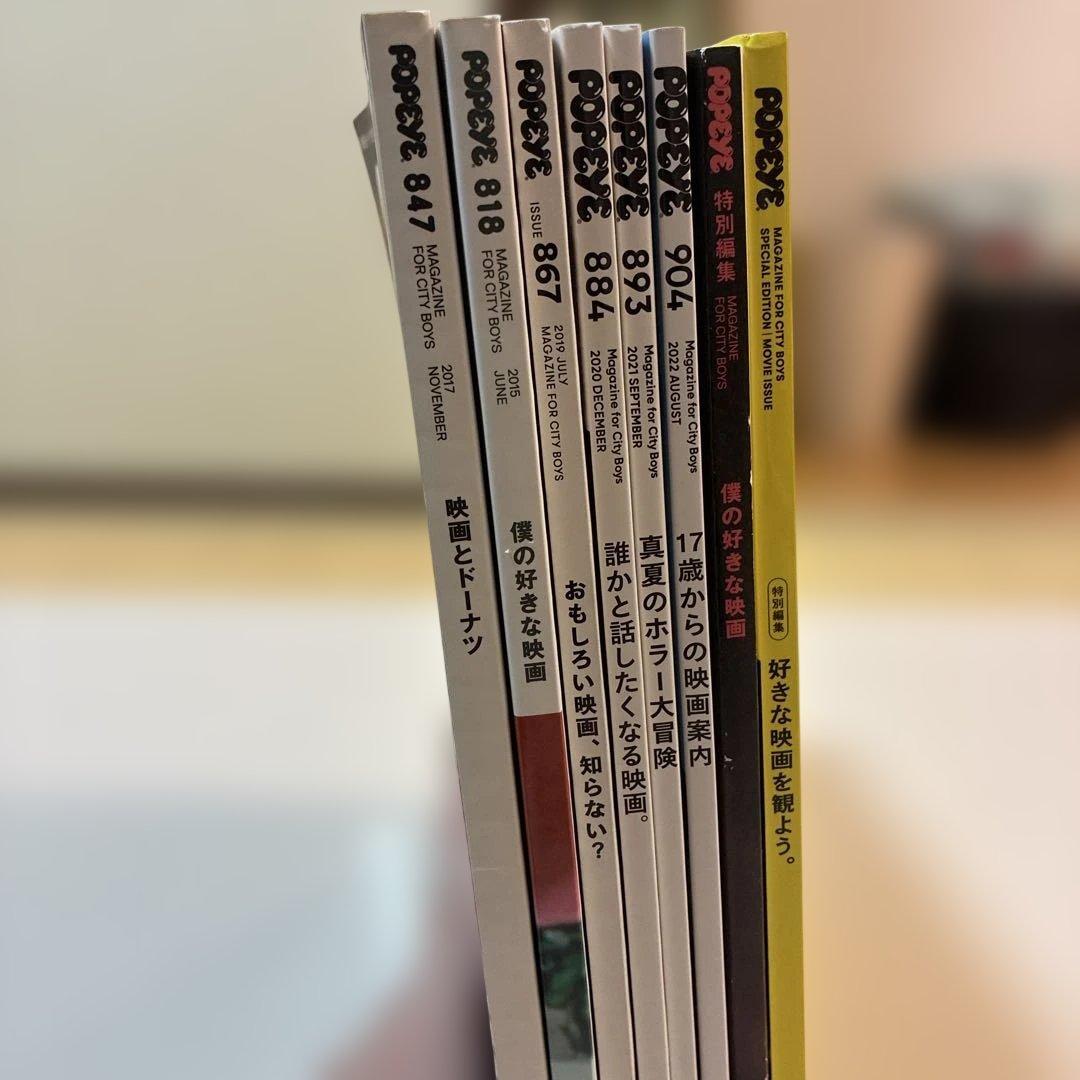 POPEYE 847
MAGAZINE
FOR CITY BOYS
2017
NOVEMBER
映画とドーナツ
POPEYE 818
MAGAZINE
FOR CITY BOYS
2015
JUNE
僕の好きな映画
POPEYE
ISSUE 867
2019 JULY
MAGAZINE FOR CITY BOYS
おもしろい映画、知らない?
POPEYE 884
Magazine for City Boys
2020 DECEMBER
誰かと話したくなる映画。
POPEYE 893
Magazine for City Boys
2021 SEPTEMBER
真夏のホラー大冒険
POPEYE 904
Magazine for City Boys
2022 AUGUST
17歳からの映画案内
POPEYE 特別編集
MAGAZINE
FOR CITY BOYS
僕の好きな映画
POPEYE
MAGAZINE FOR CITY BOYS
SPECIAL EDITION | MOVIE ISSUE
特別編集
好きな映画を観よう。